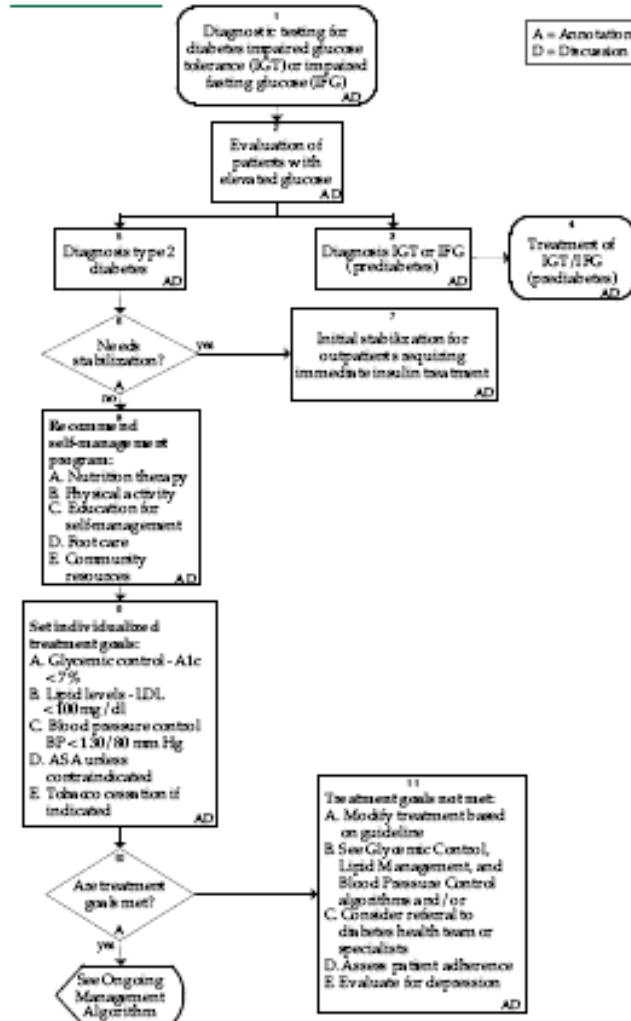 1
Diagnostic testing for
diabetes impaired glucose
tolerance (IGT) or impaired
fasting glucose (IFG)
AD
A = Annotation
D = Discussion
2
Evaluation of
patients with
elevated glucose
AD
Diagnosis type 2
diabetes
AD
3
Diagnosis IGT or IFG
(prediabetes)
AD
4
Treatment of
IGT/IFG
(prediabetes)
AD
Needs
stabilization?
A
yes
no
7
Initial stabilization for
outpatients requiring
immediate insulin treatment
AD
Recommend
self-management
program:
A. Nutrition therapy
B. Physical activity
C. Education for
self-management
D. Foot care
E. Community
resources
AD
Set individualized
treatment goals:
A. Glycemic control - A1c
< 7%
B. Lipid levels - LDL
< 100 mg/dl
C. Blood pressure control
BP < 130/80 mm Hg
D. ASA unless
contraindicated
E. Tobacco cessation if
indicated
AD
Are treatment
goals met?
A
yes
11
Treatment goals not met:
A. Modify treatment based
on guideline
B. See Glycemic Control,
Lipid Management, and
Blood Pressure Control
algorithms and/or
C. Consider referral to
diabetes health team or
specialists
D. Assess patient adherence
E. Evaluate for depression
AD
See Ongoing
Management
Algorithm